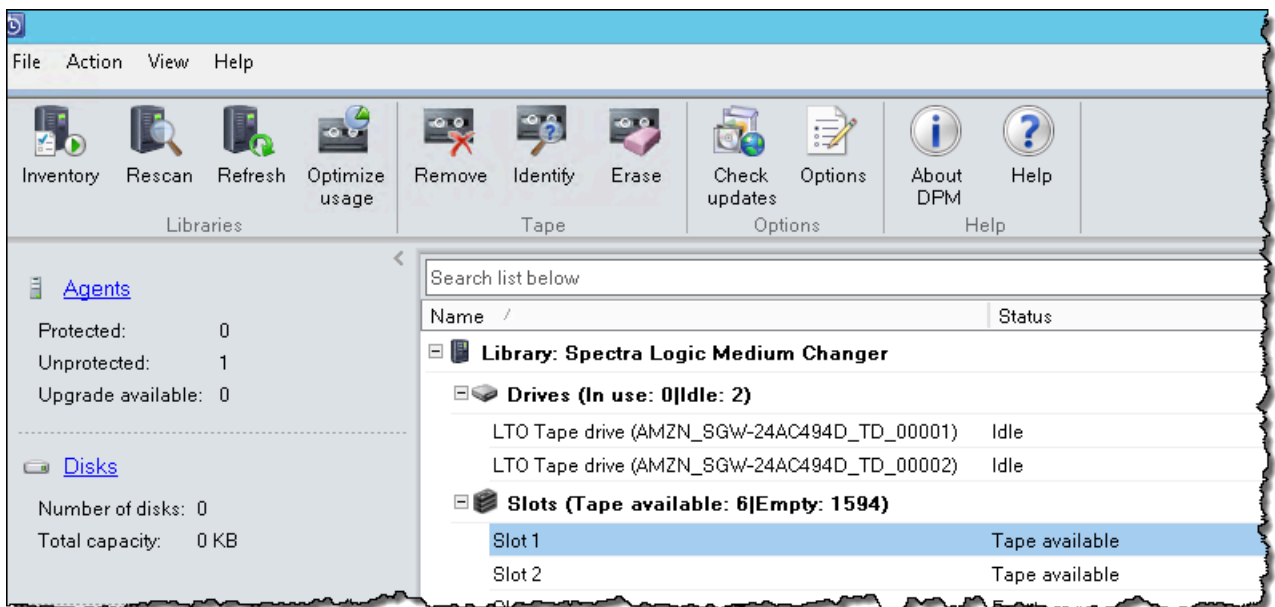 File Action View Help
Inventory Rescan Refresh Optimize usage Remove Identify Erase Check updates Options About DPM Help
Libraries Tape Options Help
Agents
Protected: 0
Unprotected: 1
Upgrade available: 0
Disks
Number of disks: 0
Total capacity: 0 KB
Search list below
Name Status
Library: Spectra Logic Medium Changer
Drives (In use: 0|Idle: 2)
LTO Tape drive (AMZN_SGW-24AC494D_TD_00001) Idle
LTO Tape drive (AMZN_SGW-24AC494D_TD_00002) Idle
Slots (Tape available: 6|Empty: 1594)
Slot 1 Tape available
Slot 2 Tape available